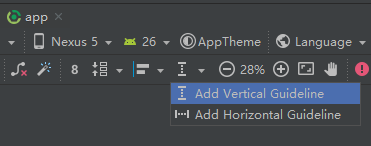 app
Nexus 5 26 AppTheme Language
8 28%
Add Vertical Guideline
Add Horizontal Guideline